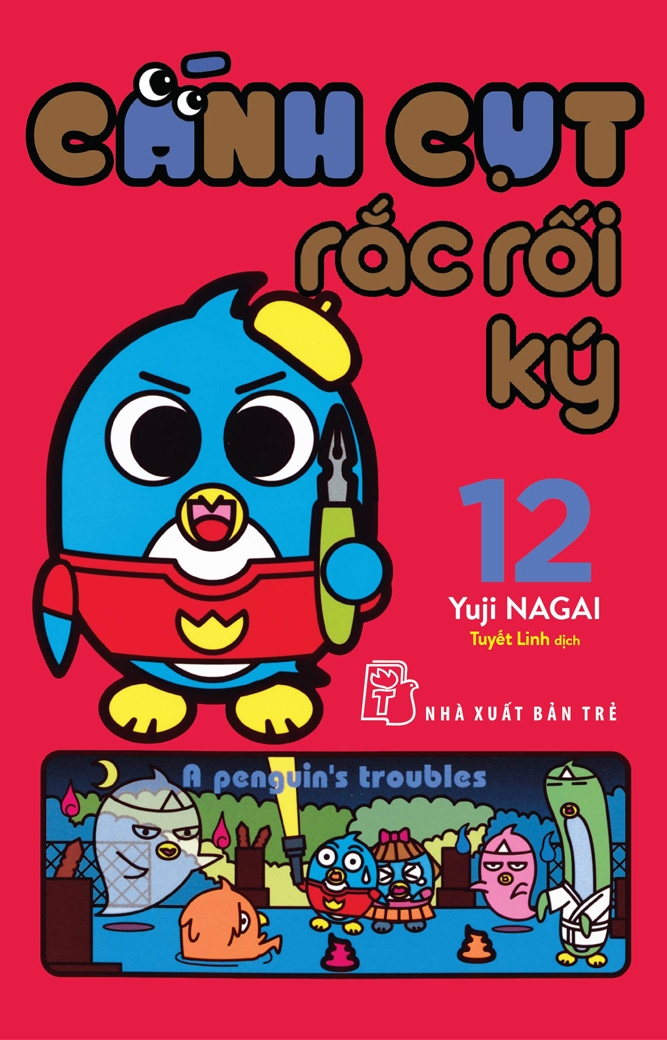 CÁNH CỤT
rắc rối
ký
12
Yuji NAGAI
Tuyết Linh dịch
T
NHÀ XUẤT BẢN TRẺ
A penguin's troubles